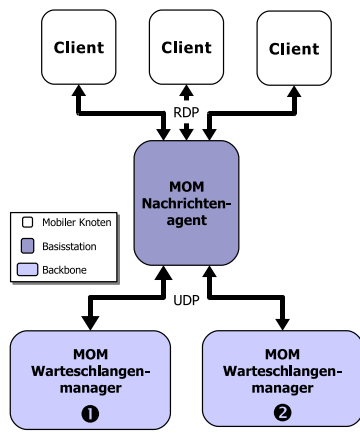 Client
Client
Client
RDP
MOM
Nachrichten-
agent
Mobiler Knoten
Basisstation
Backbone
UDP
MOM
Warteschlangen-
manager
❶
MOM
Warteschlangen-
manager
❷